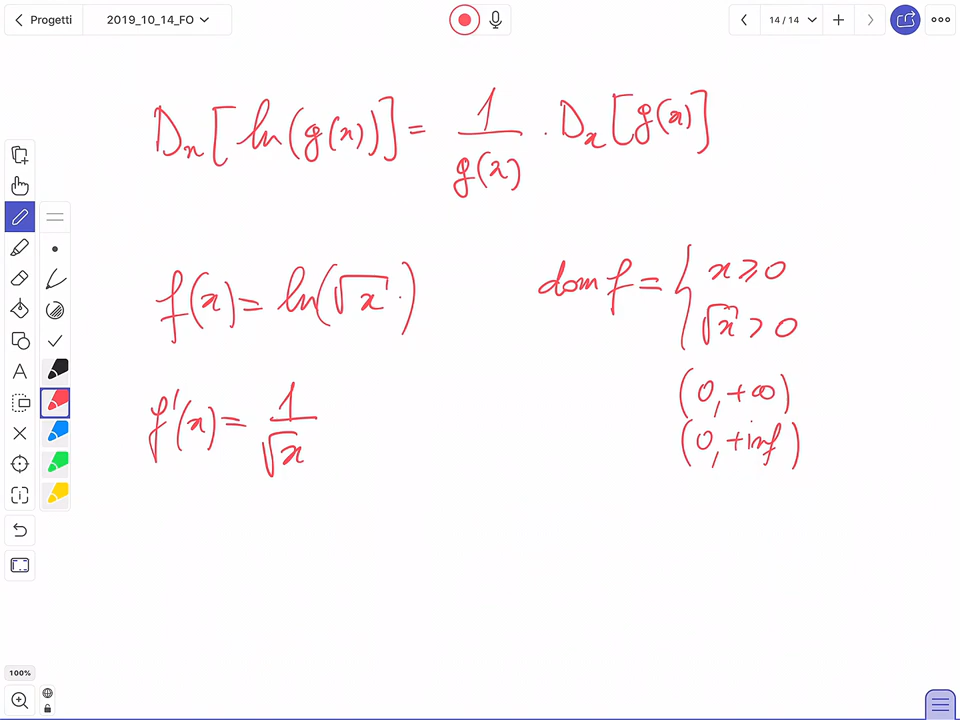 Progetti
2019_10_14_FO
14 / 14
Dx[ln(g(x))] = 1/g(x) · Dx[g(x)]
f(x) = ln(√x)
dom f = { x ⩾ 0
√x > 0
(0, +∞)
(0, +inf)
f'(x) = 1/√x
A
100%